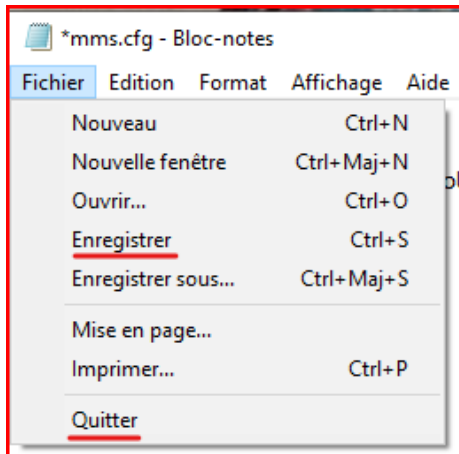 *mms.cfg - Bloc-notes
Fichier Edition Format Affichage Aide
Nouveau Ctrl+N
Nouvelle fenêtre Ctrl+Maj+N
Ouvrir... Ctrl+O
Enregistrer Ctrl+S
Enregistrer sous... Ctrl+Maj+S
Mise en page...
Imprimer... Ctrl+P
Quitter